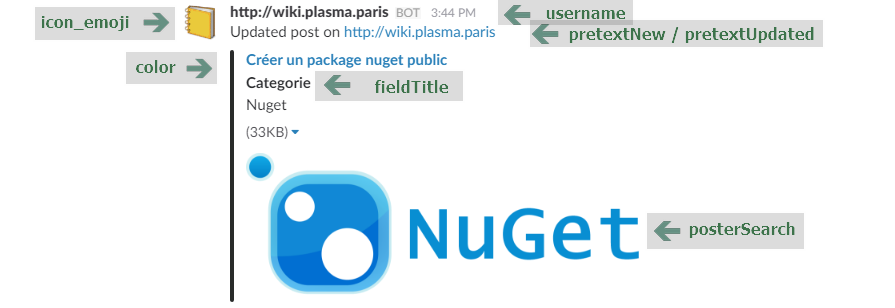 icon_emoji
http://wiki.plasma.paris BOT 3:44 PM
username
Updated post on http://wiki.plasma.paris
pretextNew / pretextUpdated
color
Créer un package nuget public
Categorie
fieldTitle
Nuget
(33KB)
NuGet
posterSearch